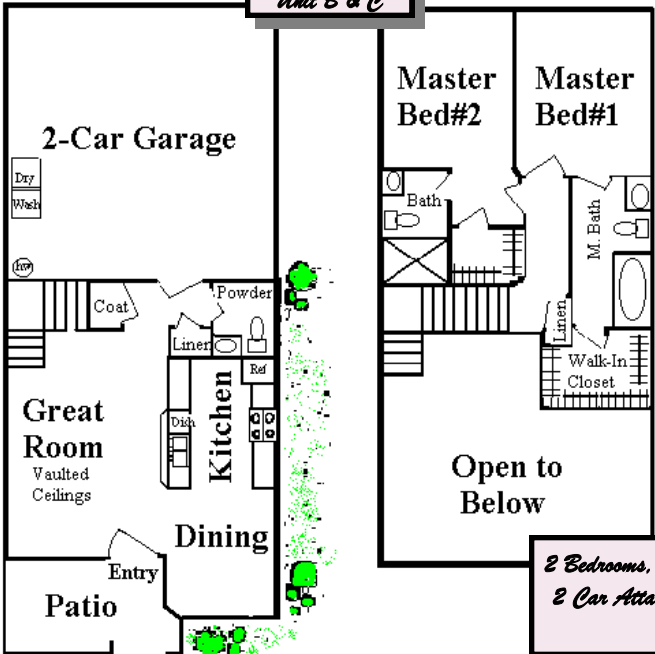 Unit B & C
2-Car Garage
Dry
Wash
hw
Coat
Powder
Linen
Ref
Great
Room
Vaulted
Ceilings
Dish
Kitchen
Dining
Entry
Patio
Master
Bed#2
Master
Bed#1
Bath
M. Bath
Linen
Walk-In
Closet
Open to
Below
2 Bedrooms,
2 Car Atta